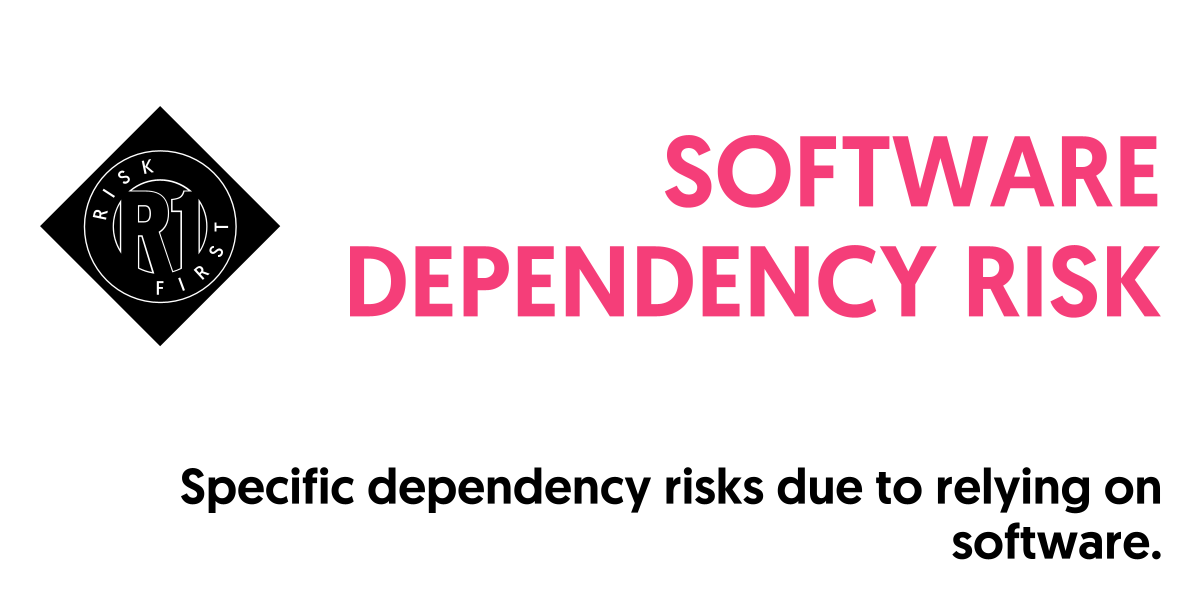 RISK
R1
FIRST
SOFTWARE
DEPENDENCY RISK
Specific dependency risks due to relying on
software.